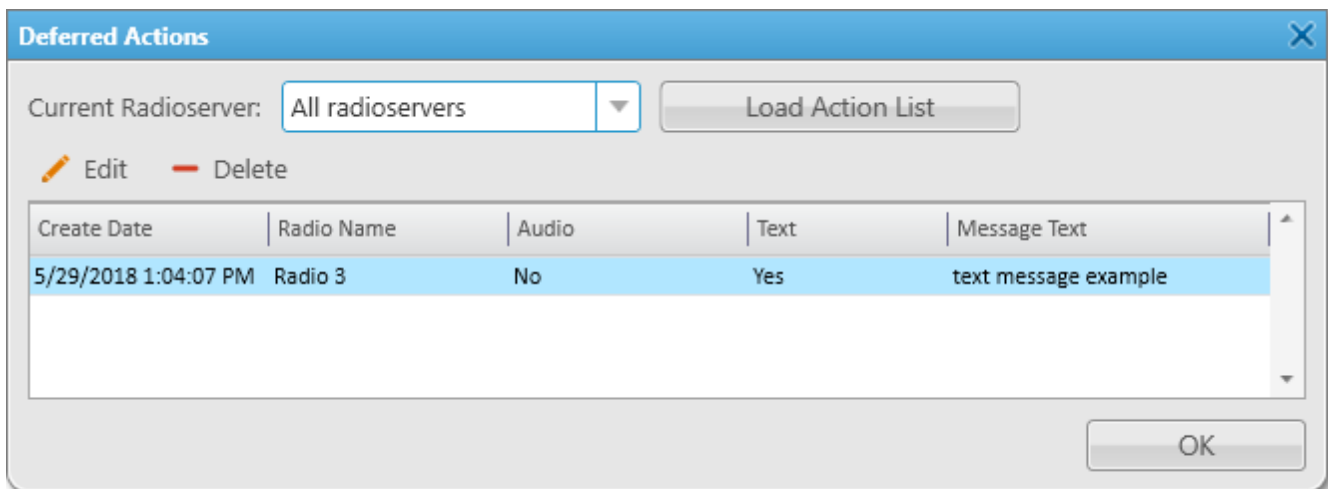 Deferred Actions
Current Radioserver: All radioservers Load Action List
Edit Delete
Create Date Radio Name Audio Text Message Text
5/29/2018 1:04:07 PM Radio 3 No Yes text message example
OK